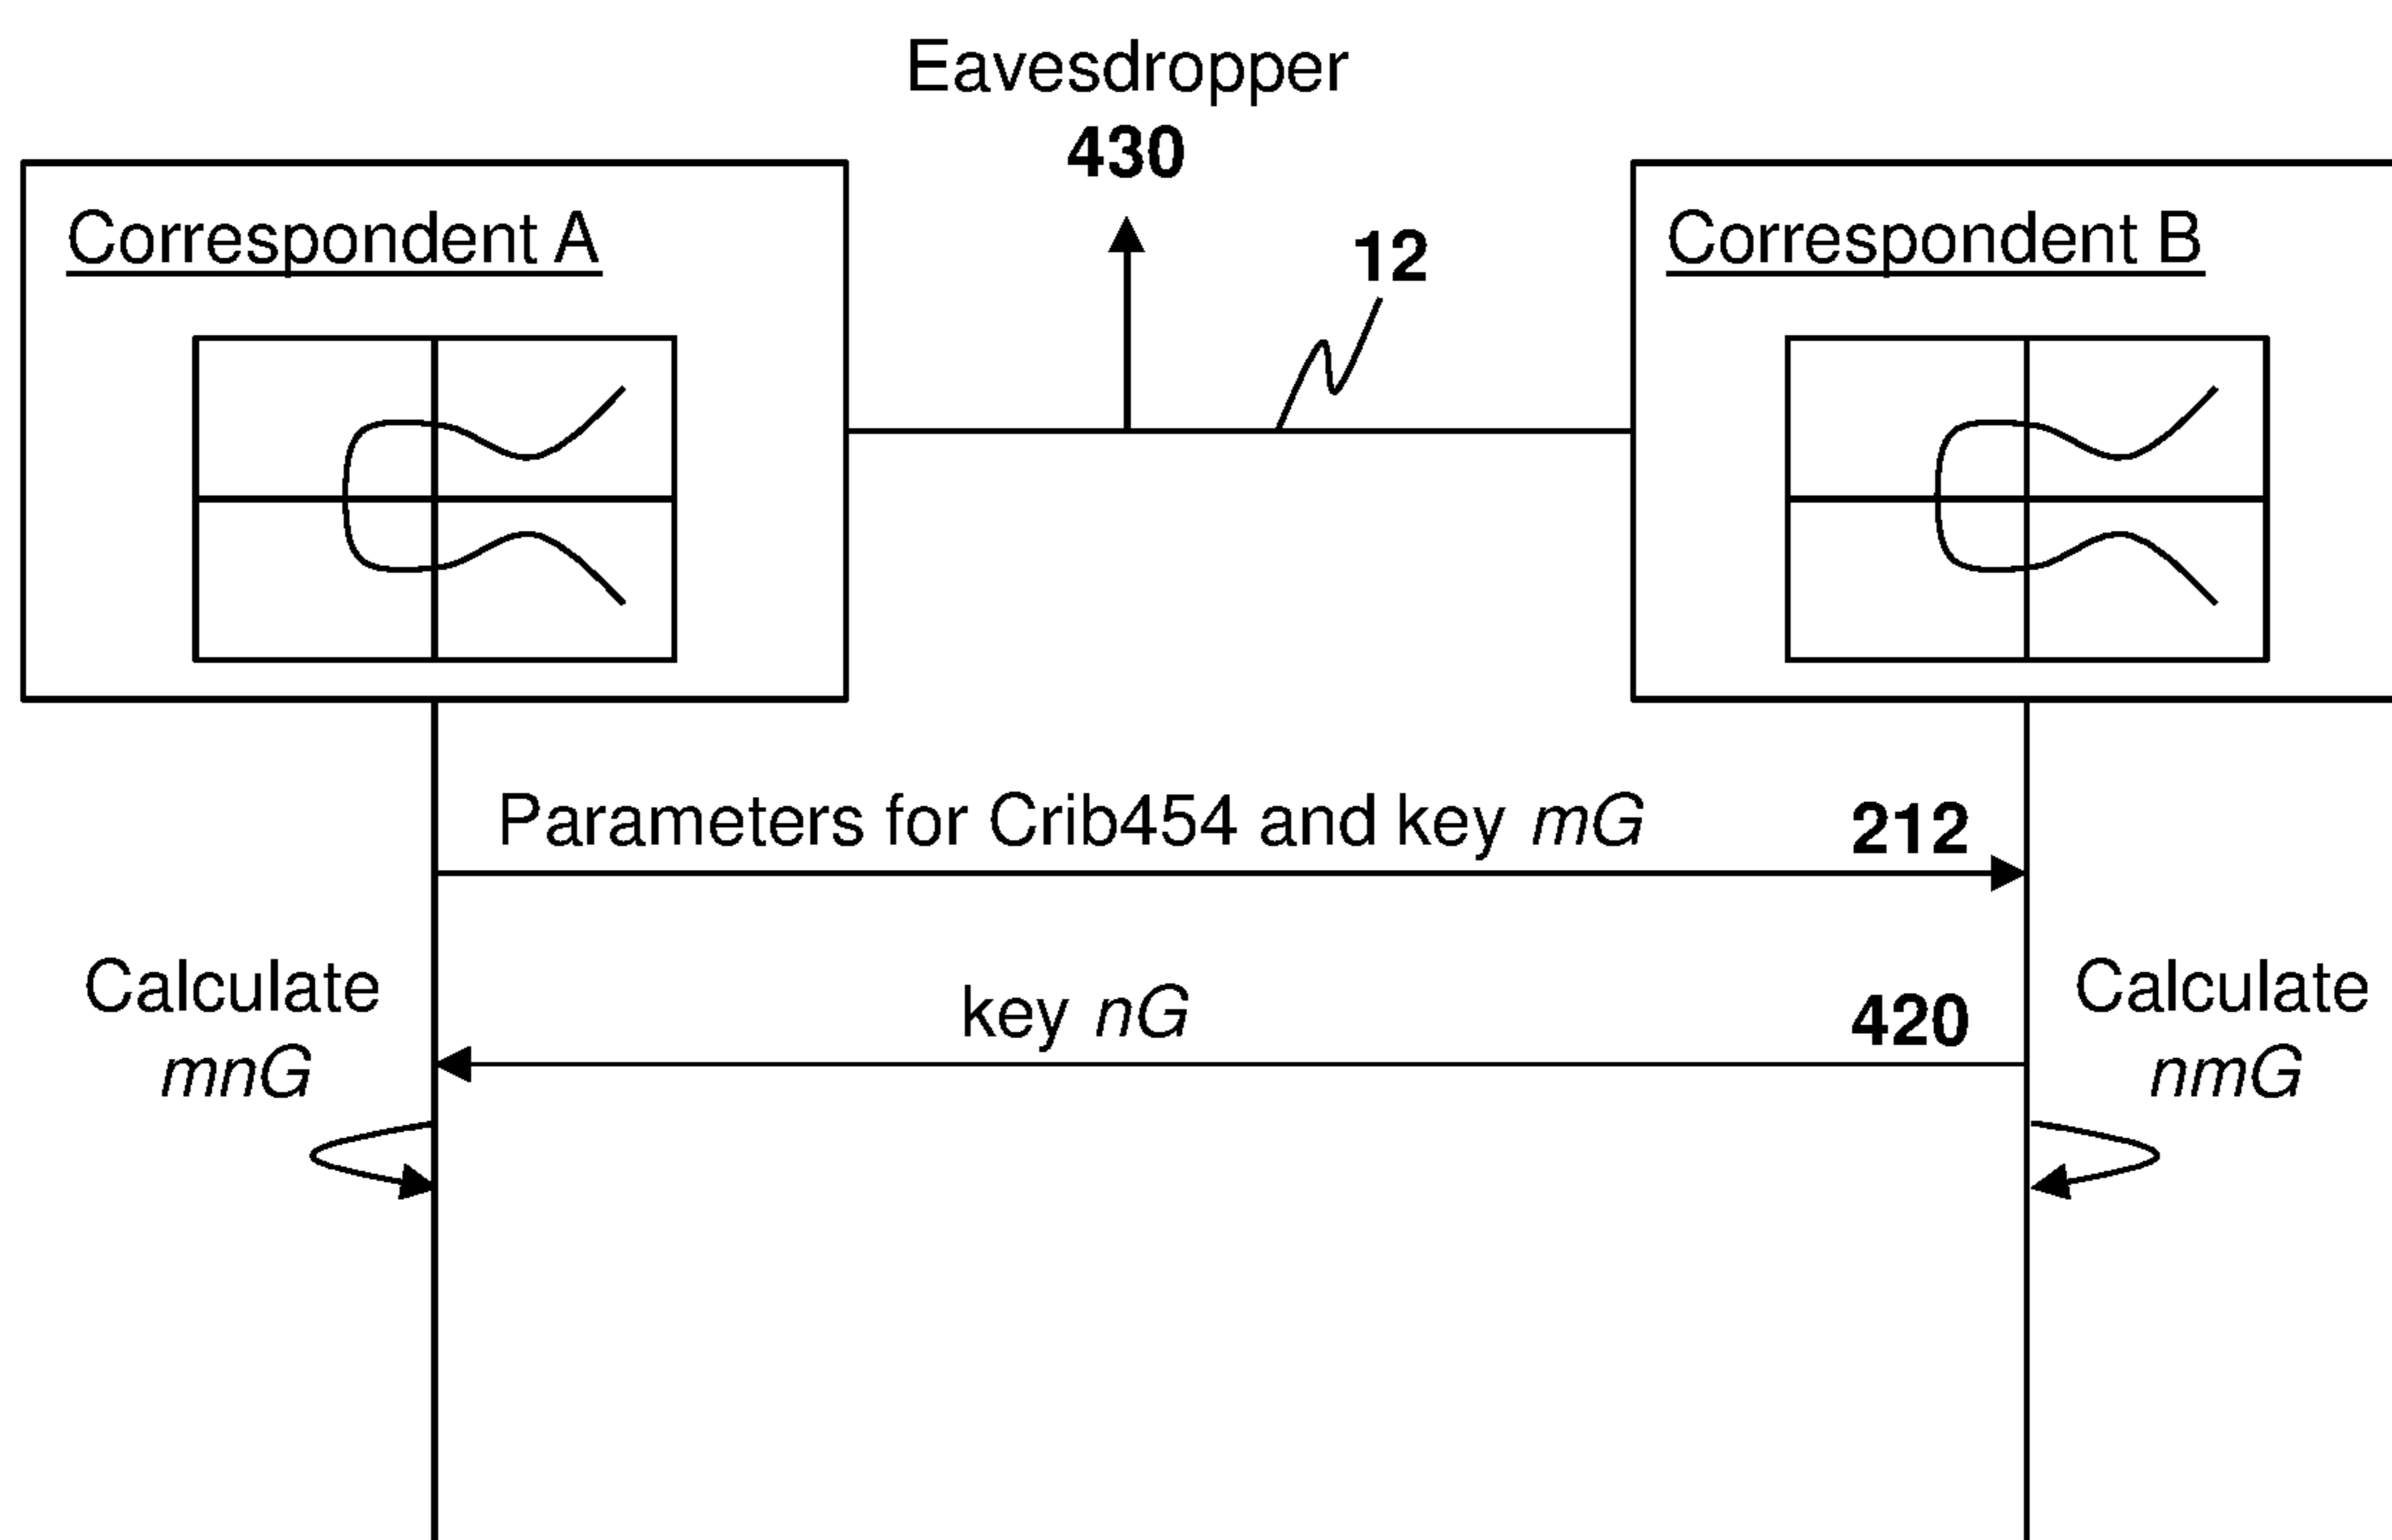 Eavesdropper
430
Correspondent A
12
Correspondent B
Parameters for Crib454 and key mG
212
Calculate
mnG
key nG
420
Calculate
nmG